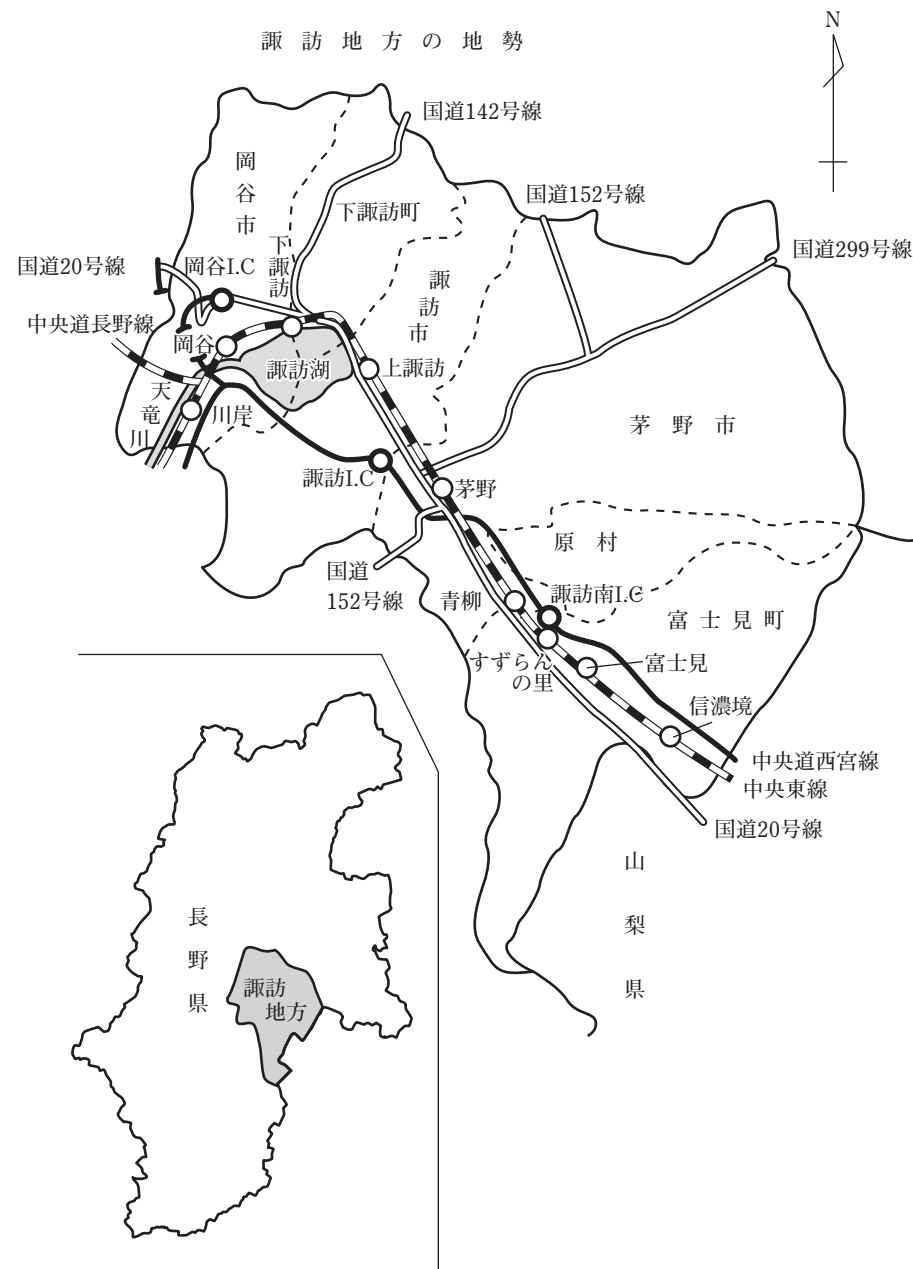 諏訪地方の地勢
N
国道142号線
岡谷市
下諏訪町
国道152号線
下諏訪
諏訪市
国道299号線
国道20号線
岡谷I.C
中央道長野線
岡谷
諏訪湖
上諏訪
天竜川
川岸
茅野市
諏訪I.C
茅野
原村
国道
152号線
青柳
諏訪南I.C
富士見町
すずらん
の里
富士見
信濃境
中央道西宮線
中央東線
国道20号線
山梨県
長野県
諏訪
地方